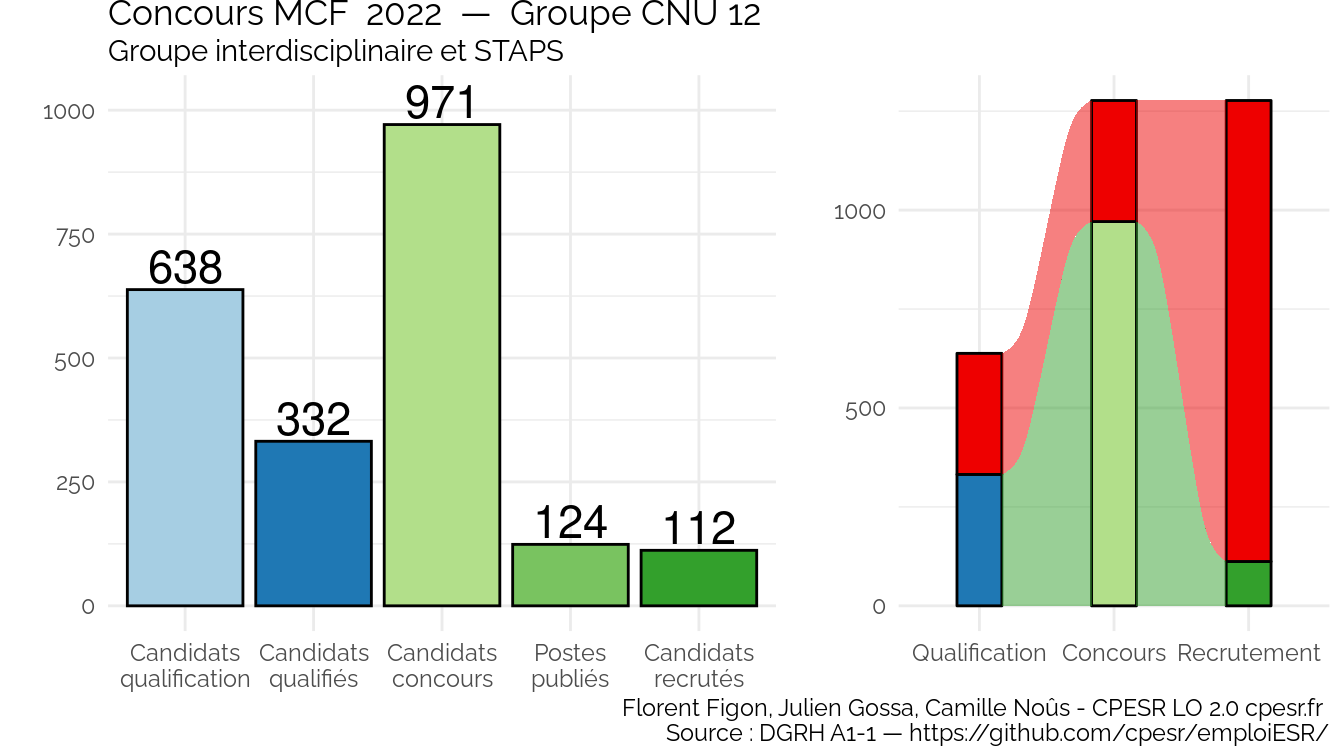 Concours MCF  2022  —  Groupe CNU 12
Groupe interdisciplinaire et STAPS
1000
750
500
250
0
638
332
971
124
112
Candidats
qualification
Candidats
qualifiés
Candidats
concours
Postes
publiés
Candidats
recrutés
1000
500
0
Qualification
Concours
Recrutement
Florent Figon, Julien Gossa, Camille Noûs - CPESR LO 2.0 cpesr.fr
Source : DGRH A1-1 — https://github.com/cpesr/emploiESR/